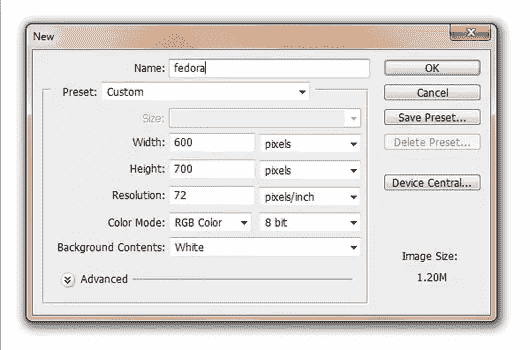 New
Name: fedora
OK
Preset: Custom
Cancel
Size:
Save Preset...
Width: 600 pixels
Delete Preset...
Height: 700 pixels
Resolution: 72 pixels/inch
Device Central...
Color Mode: RGB Color 8 bit
Background Contents: White
Image Size:
1.20M
Advanced